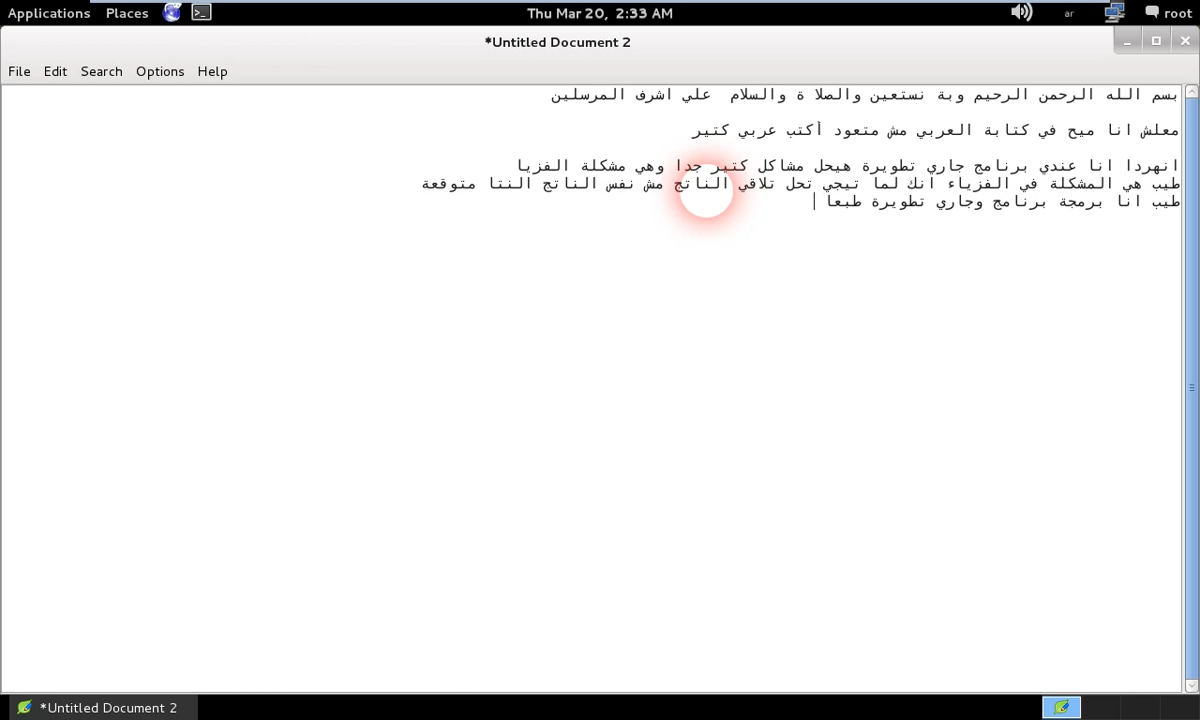 Applications Places Thu Mar 20, 2:33 AM ar root
*Untitled Document 2
File Edit Search Options Help
بسم الله الرحمن الرحيم وبة نستعين والصلا ة والسلام  علي اشرف المرسلين
معلش انا ميح في كتابة العربي مش متعود أكتب عربي كتير
انهردا انا عندي برنامج جاري تطويرة هيحل مشاكل كتير جدا وهي مشكلة الفزيا
طيب هي المشكلة في الفزياء انك لما تيجي تحل تلاقي الناتج مش نفس الناتج النتا متوقعة
طيب انا برمجة برنامج وجاري تطويرة طبعا
*Untitled Document 2